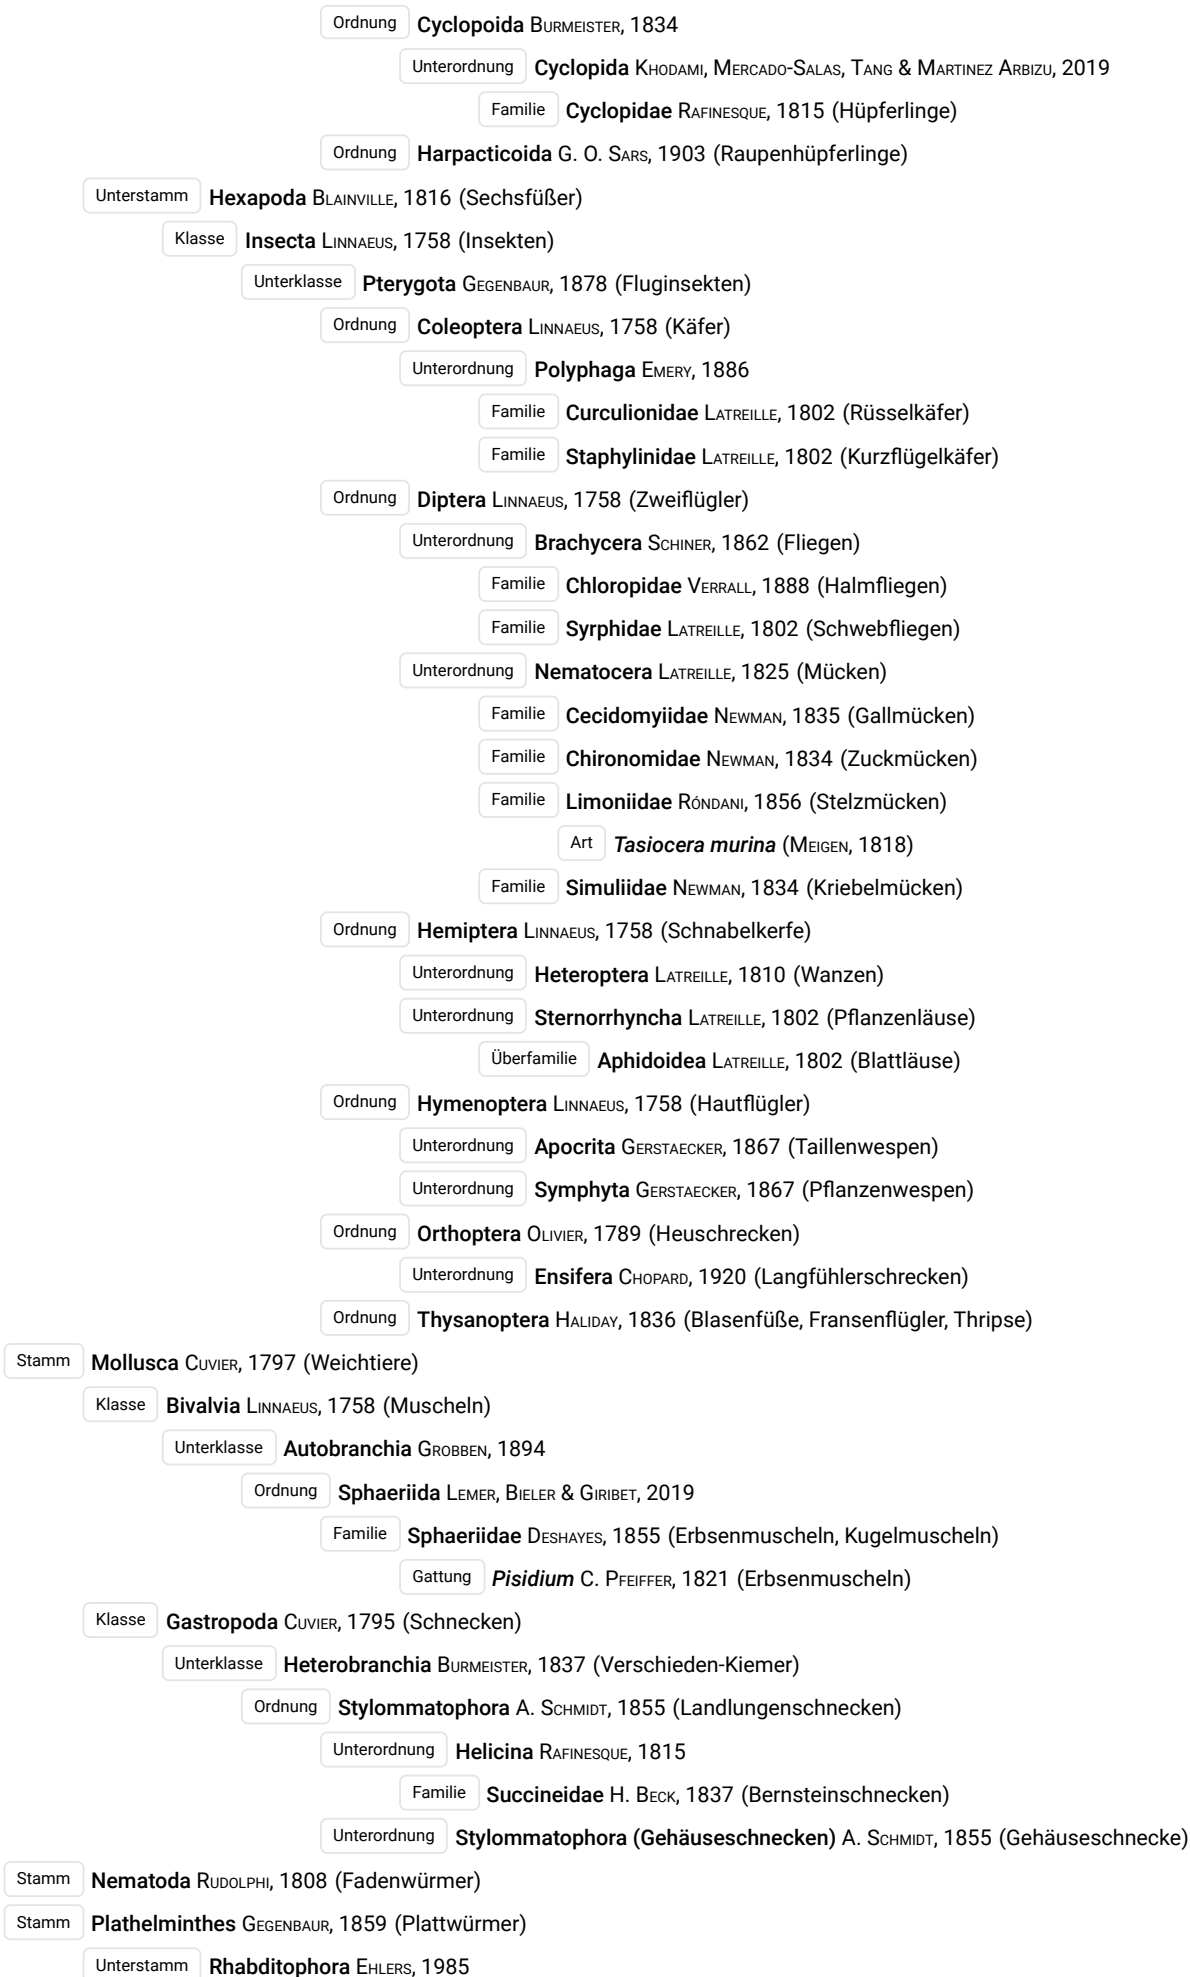 Ordnung Cyclopoida Burmeister, 1834
Unterordnung Cyclopida Khodami, Mercado-Salas, Tang & Martinez Arbizu, 2019
Familie Cyclopidae Rafinesque, 1815 (Hüpferlinge)
Ordnung Harpacticoida G. O. Sars, 1903 (Raupenhüpferlinge)
Unterstamm Hexapoda Blainville, 1816 (Sechsfüßer)
Klasse Insecta Linnaeus, 1758 (Insekten)
Unterklasse Pterygota Gegenbaur, 1878 (Fluginsekten)
Ordnung Coleoptera Linnaeus, 1758 (Käfer)
Unterordnung Polyphaga Emery, 1886
Familie Curculionidae Latreille, 1802 (Rüsselkäfer)
Familie Staphylinidae Latreille, 1802 (Kurzflügelkäfer)
Ordnung Diptera Linnaeus, 1758 (Zweiflügler)
Unterordnung Brachycera Schiner, 1862 (Fliegen)
Familie Chloropidae Verrall, 1888 (Halmfliegen)
Familie Syrphidae Latreille, 1802 (Schwebfliegen)
Unterordnung Nematocera Latreille, 1825 (Mücken)
Familie Cecidomyiidae Newman, 1835 (Gallmücken)
Familie Chironomidae Newman, 1834 (Zuckmücken)
Familie Limoniidae Róndani, 1856 (Stelzmücken)
Art Tasiocera murina (Meigen, 1818)
Familie Simuliidae Newman, 1834 (Kriebelmücken)
Ordnung Hemiptera Linnaeus, 1758 (Schnabelkerfe)
Unterordnung Heteroptera Latreille, 1810 (Wanzen)
Unterordnung Sternorrhyncha Latreille, 1802 (Pflanzenläuse)
Überfamilie Aphidoidea Latreille, 1802 (Blattläuse)
Ordnung Hymenoptera Linnaeus, 1758 (Hautflügler)
Unterordnung Apocrita Gerstaecker, 1867 (Taillenwespen)
Unterordnung Symphyta Gerstaecker, 1867 (Pflanzenwespen)
Ordnung Orthoptera Olivier, 1789 (Heuschrecken)
Unterordnung Ensifera Chopard, 1920 (Langfühlerschrecken)
Ordnung Thysanoptera Haliday, 1836 (Blasenfüße, Fransenflügler, Thripse)
Stamm Mollusca Cuvier, 1797 (Weichtiere)
Klasse Bivalvia Linnaeus, 1758 (Muscheln)
Unterklasse Autobranchia Grobben, 1894
Ordnung Sphaeriida Lemer, Bieler & Giribet, 2019
Familie Sphaeriidae Deshayes, 1855 (Erbsenmuscheln, Kugelmuscheln)
Gattung Pisidium C. Pfeiffer, 1821 (Erbsenmuscheln)
Klasse Gastropoda Cuvier, 1795 (Schnecken)
Unterklasse Heterobranchia Burmeister, 1837 (Verschieden-Kiemer)
Ordnung Stylommatophora A. Schmidt, 1855 (Landlungenschnecken)
Unterordnung Helicina Rafinesque, 1815
Familie Succineidae H. Beck, 1837 (Bernsteinschnecken)
Unterordnung Stylommatophora (Gehäuseschnecken) A. Schmidt, 1855 (Gehäuseschnecke)
Stamm Nematoda Rudolphi, 1808 (Fadenwürmer)
Stamm Plathelminthes Gegenbaur, 1859 (Plattwürmer)
Unterstamm Rhabditophora Ehlers, 1985